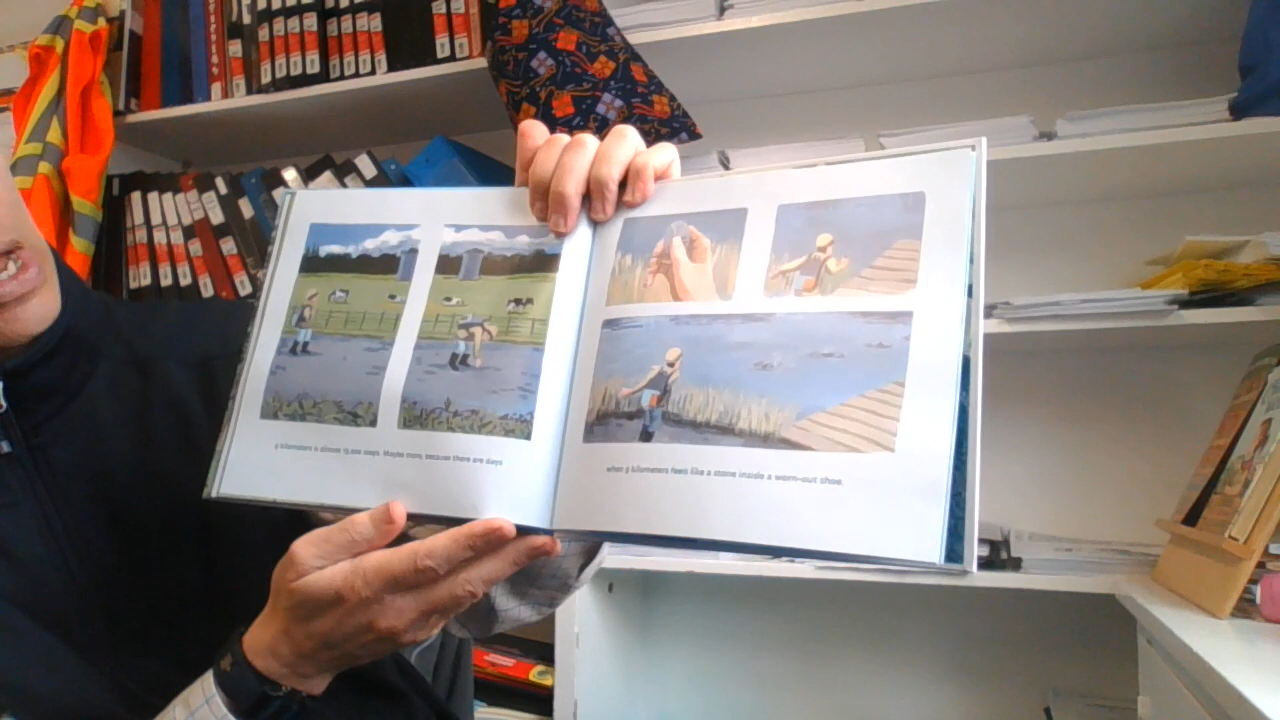 9 kilometers is almost 15,000 steps. Maybe more, because there are days
when 9 kilometers feels like a stone inside a worn-out shoe.